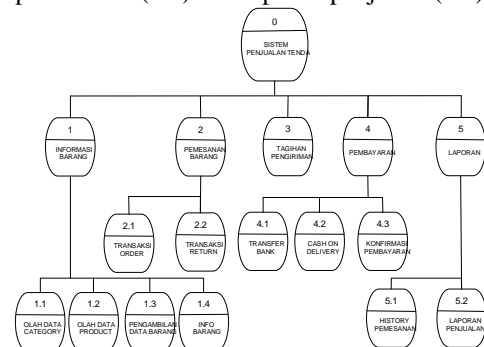 0
SISTEM
PENJUALAN TENDA
1
INFORMASI
BARANG
2
PEMESANAN
BARANG
3
TAGIHAN
PENGIRIMAN
4
PEMBAYARAN
5
LAPORAN
2.1
TRANSAKSI
ORDER
2.2
TRANSAKSI
RETURN
4.1
TRANSFER
BANK
4.2
CASH ON
DELIVERY
4.3
KONFIRMASI
PEMBAYARAN
1.1
OLAH DATA
CATEGORY
1.2
OLAH DATA
PRODUCT
1.3
PENGAMBILAN
DATA BARANG
1.4
INFO
BARANG
5.1
HISTORY
PEMESANAN
5.2
LAPORAN
PENJUALAN